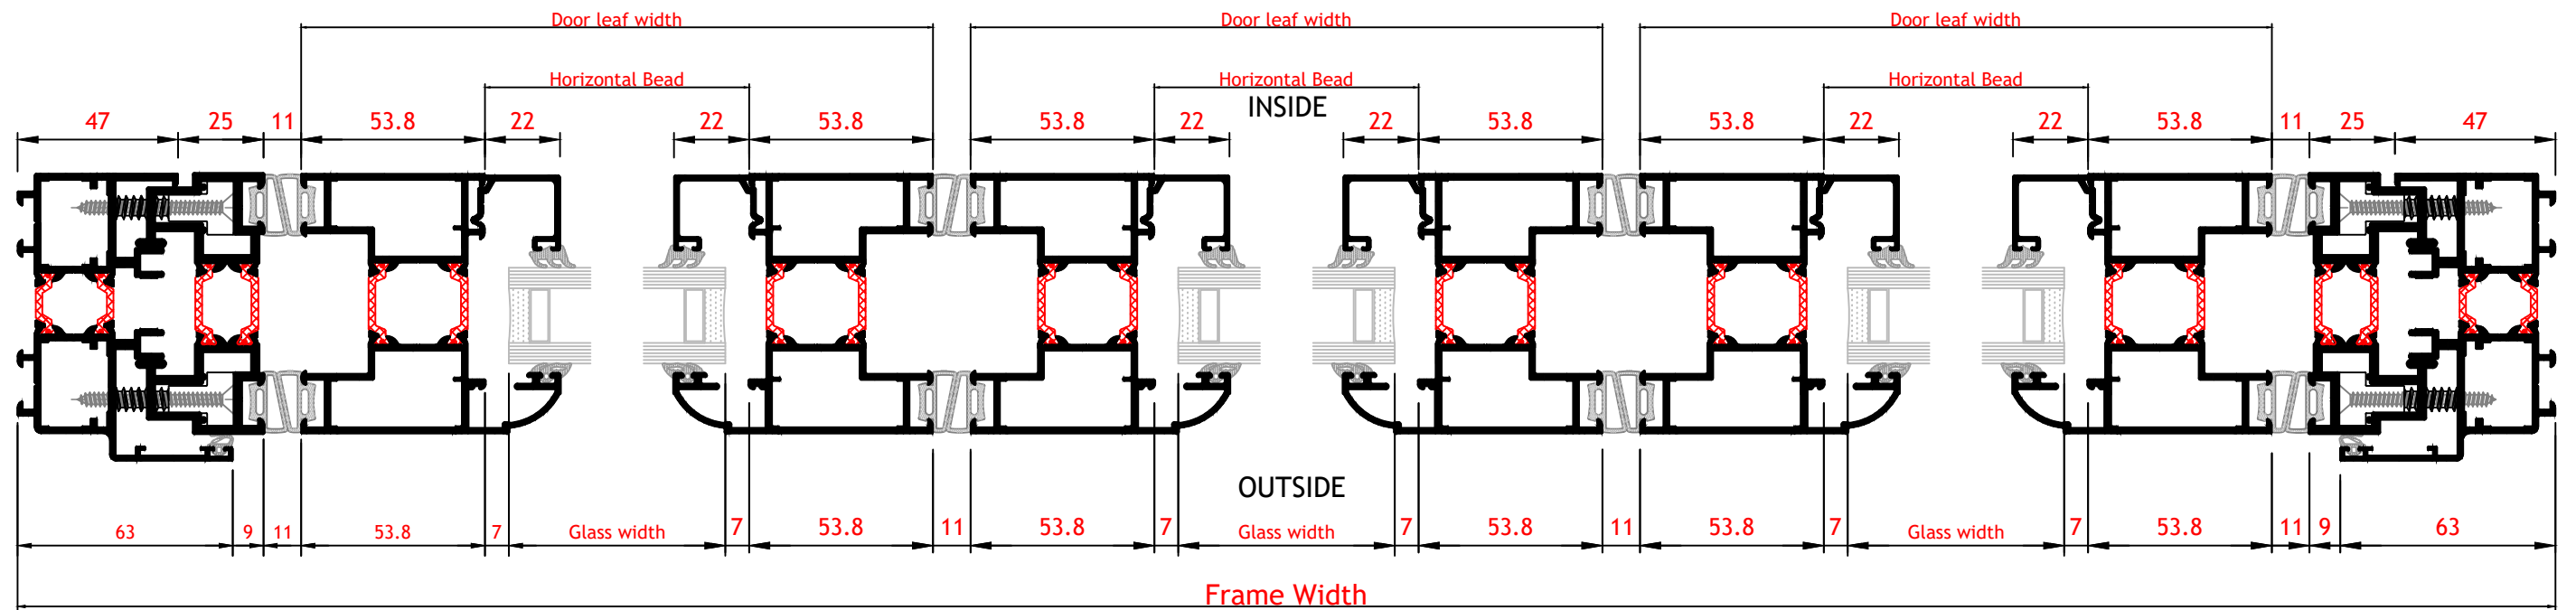 Door leaf width Door leaf width Door leaf width
Horizontal Bead Horizontal Bead Horizontal Bead
INSIDE
47 25 11 53.8 22 22 53.8 53.8 22 22 53.8 53.8 22 22 53.8 11 25 47
OUTSIDE
63 9 11 53.8 7 Glass width 7 53.8 11 53.8 7 Glass width 7 53.8 11 53.8 7 Glass width 7 53.8 11 9 63
Frame Width